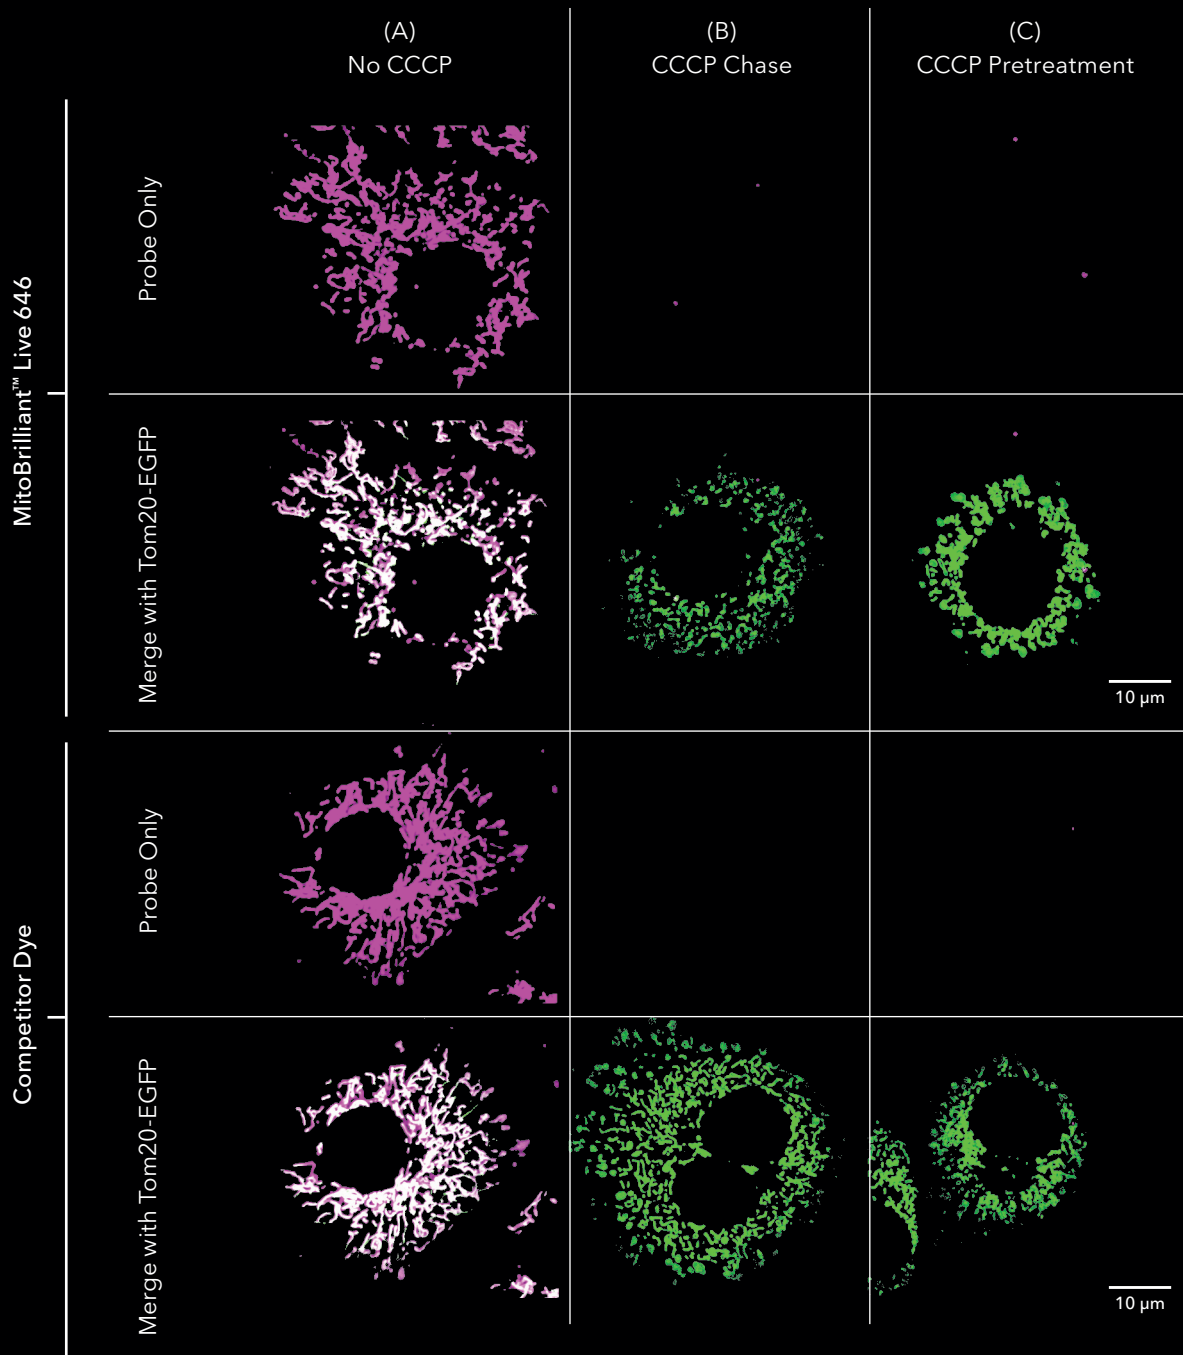 (A)
No CCCP
(B)
CCCP Chase
(C)
CCCP Pretreatment
MitoBrilliant™ Live 646
Probe Only
Merge with Tom20-EGFP
10 µm
Competitor Dye
Probe Only
Merge with Tom20-EGFP
10 µm